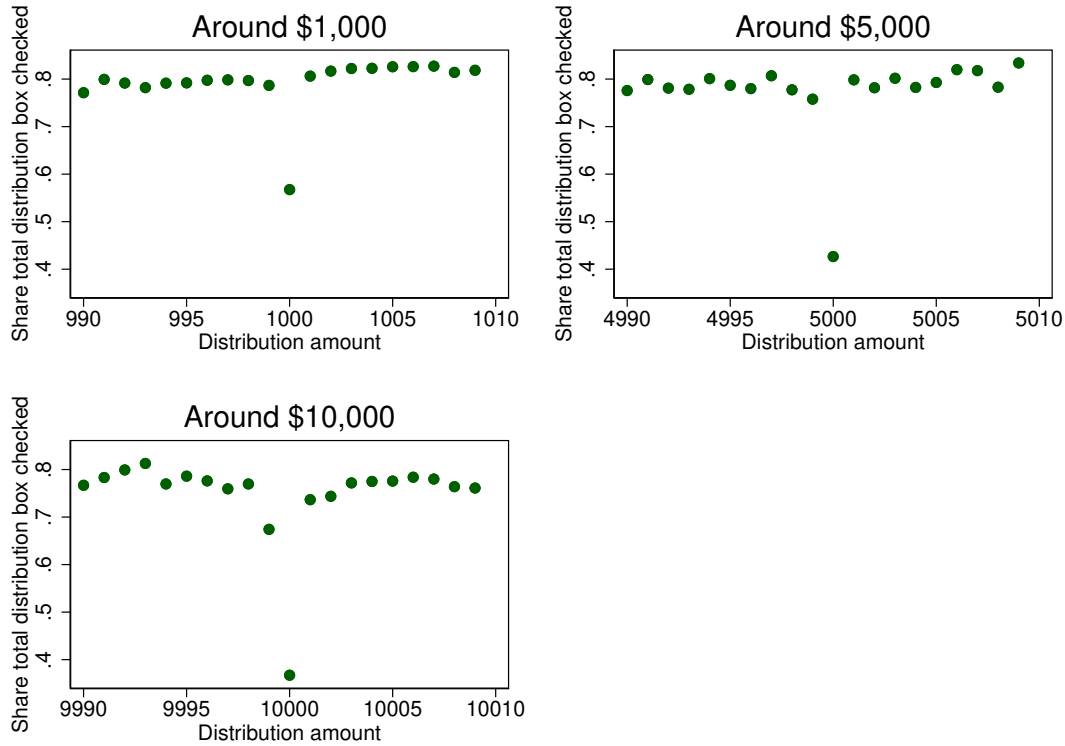 Around $1,000
Share total distribution box checked
.8
.7
.6
.5
.4
990 995 1000 1005 1010
Distribution amount
Around $5,000
Share total distribution box checked
.8
.7
.6
.5
.4
4990 4995 5000 5005 5010
Distribution amount
Around $10,000
Share total distribution box checked
.8
.7
.6
.5
.4
9990 9995 10000 10005 10010
Distribution amount